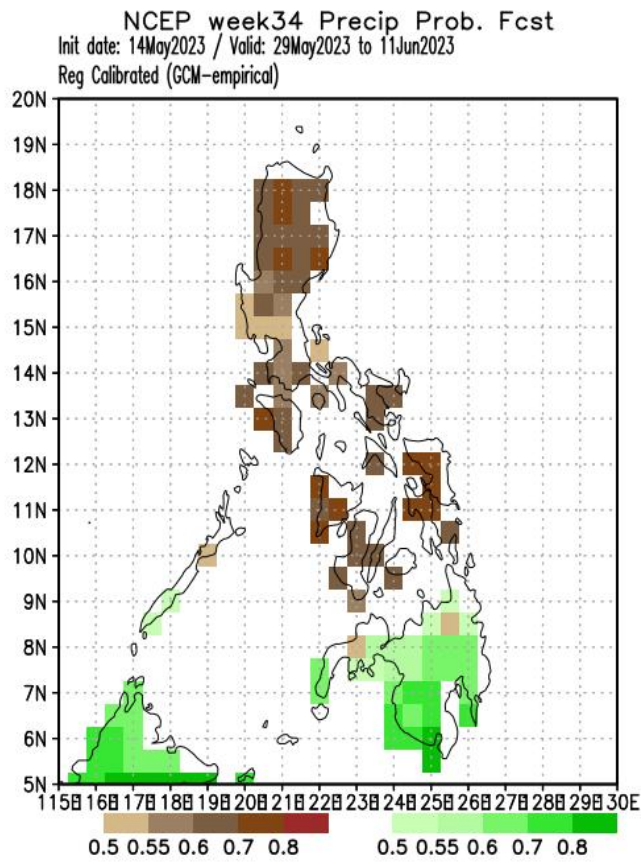 NCEP week34 Precip Prob. Fcst
Init date: 14May2023 / Valid: 29May2023 to 11Jun2023
Reg Calibrated (GCM-empirical)
20N
19N
18N
17N
16N
15N
14N
13N
12N
11N
10N
9N
8N
7N
6N
5N
115E 116E 117E 118E 119E 120E 121E 122E 123E 124E 125E 126E 127E 128E 129E 130E
0.5 0.55 0.6 0.7 0.8 0.5 0.55 0.6 0.7 0.8